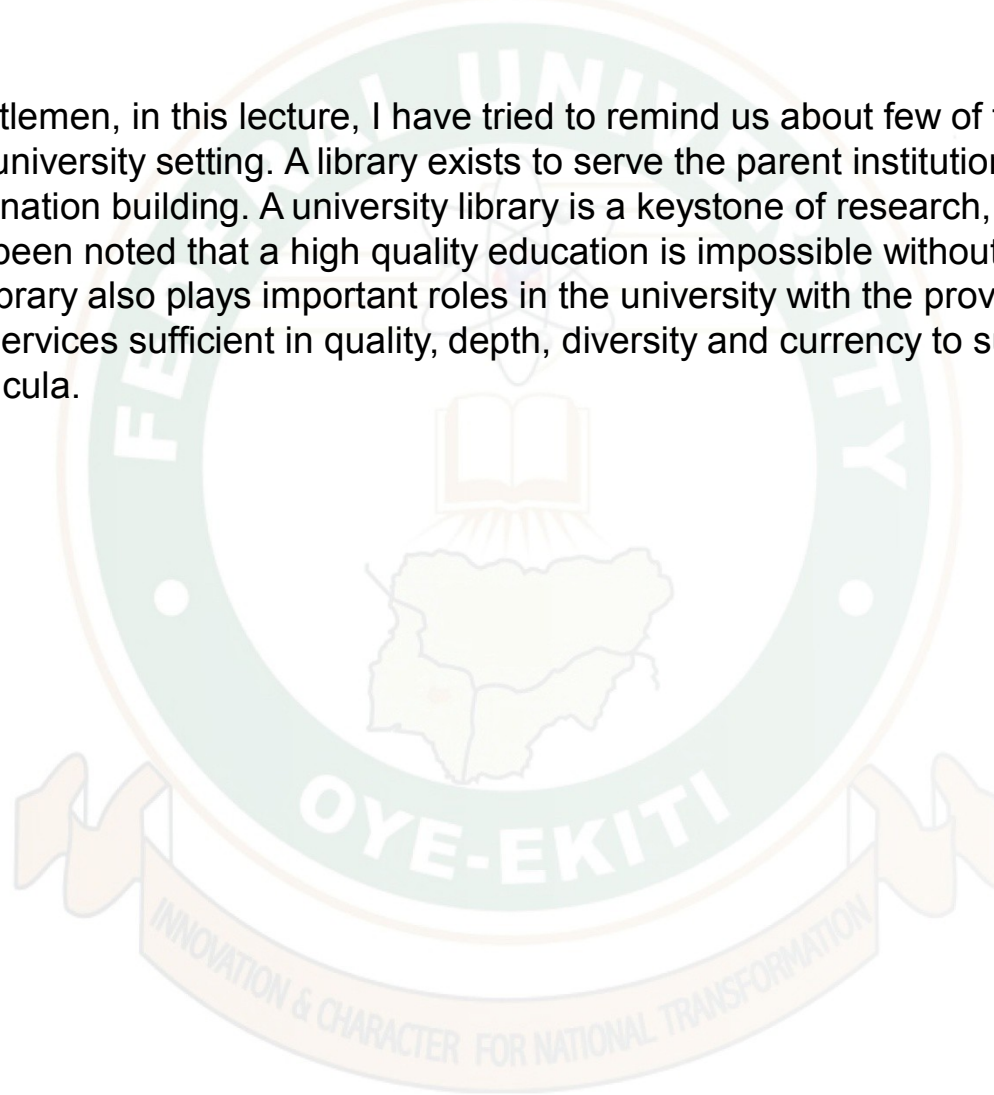 tlemen, in this lecture, I have tried to remind us about few of
university setting. A library exists to serve the parent institution
nation building. A university library is a keystone of research,
been noted that a high quality education is impossible without
brary also plays important roles in the university with the prov
ervices sufficient in quality, depth, diversity and currency to s
cula.
FEDERAL UNIVERSITY
OYE-EKITI
INNOVATION & CHARACTER FOR NATIONAL TRANSFORMATION